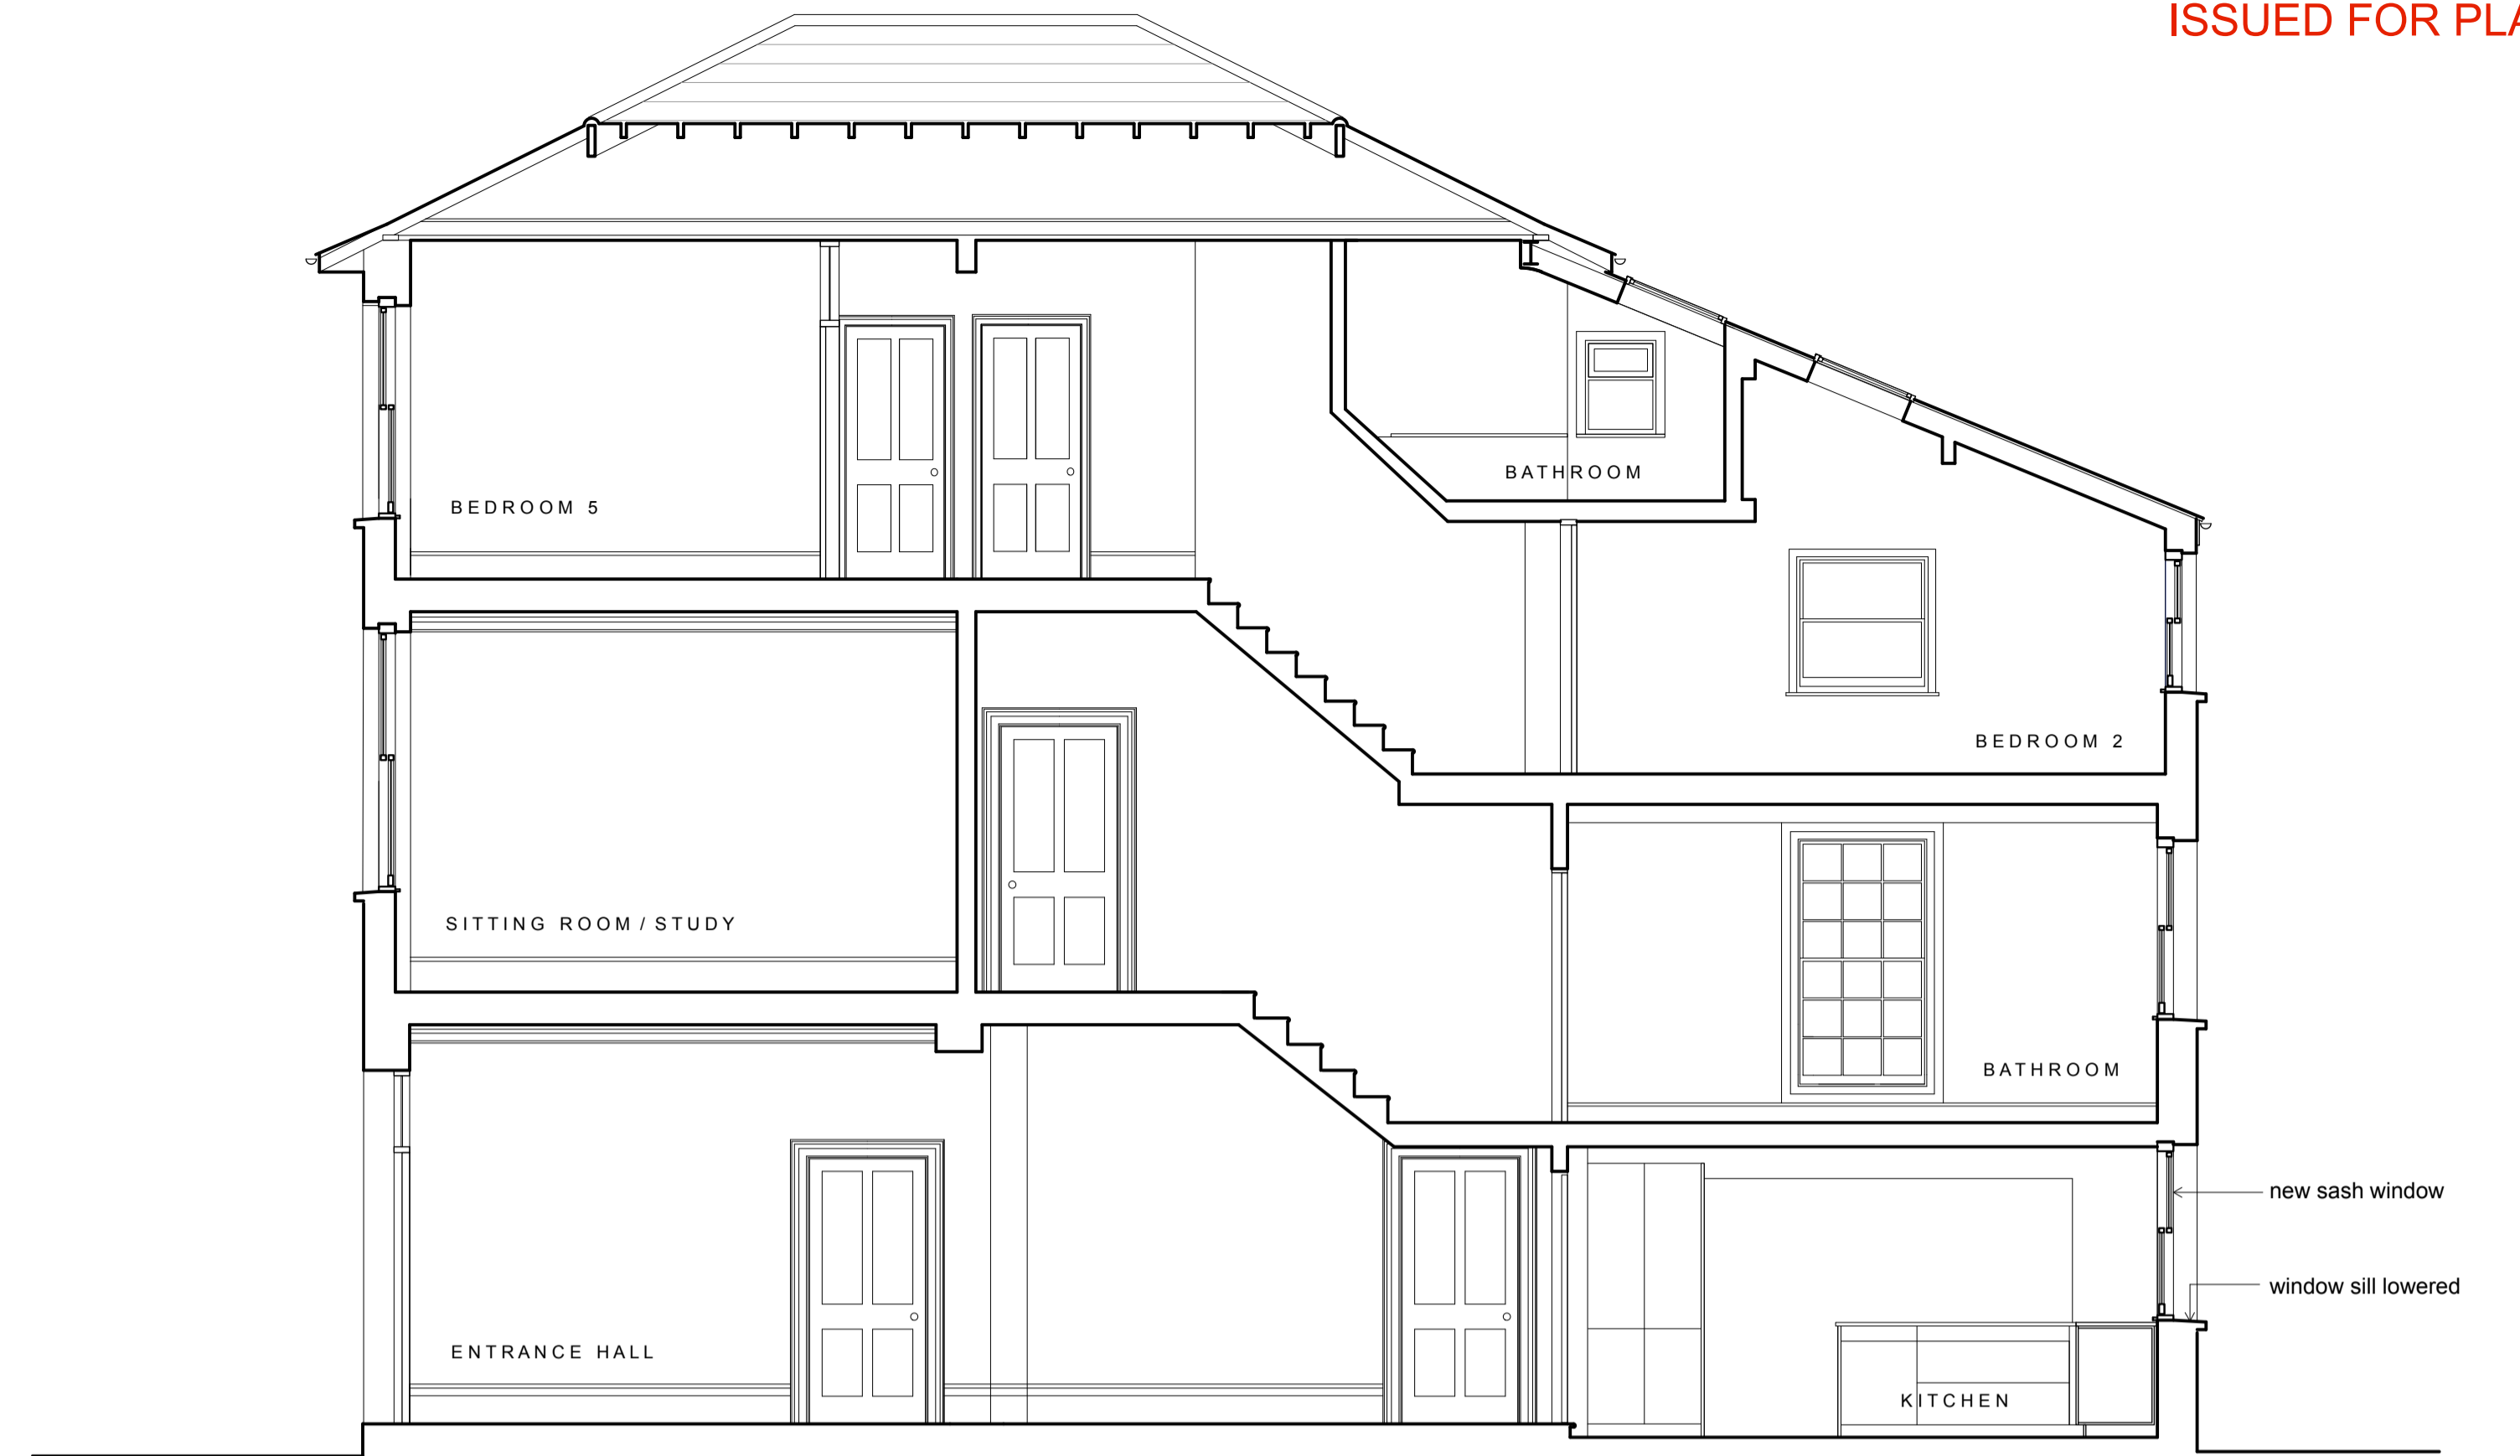 ISSUED FOR PLA
BATHROOM
BEDROOM 5
BEDROOM 2
SITTING ROOM / STUDY
BATHROOM
new sash window
window sill lowered
ENTRANCE HALL
KITCHEN